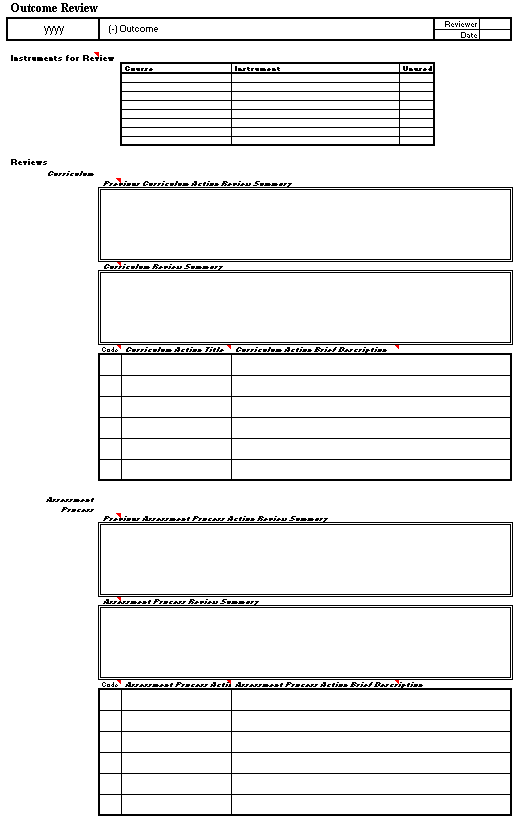 Outcome Review
yyyy (-) Outcome Reviewer
Date
Instruments for Review
Course Instrument Unused
Reviews
Curriculum
Previous Curriculum Action Review Summary
Curriculum Review Summary
Code Curriculum Action Title Curriculum Action Brief Description
Assessment
Process
Previous Assessment Process Action Review Summary
Assessment Process Review Summary
Code Assessment Process Acti Assessment Process Action Brief Description